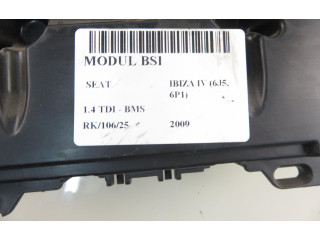 MODUL BSI
SEAT IBIZA IV (6J5,
6P1)
1.4 TDI - BMS
RK/106/25 2009